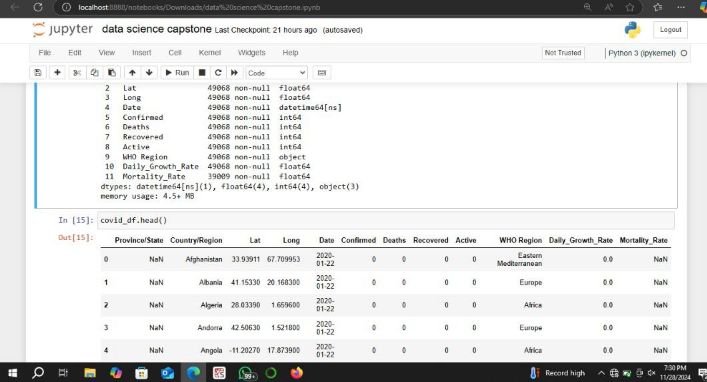 localhost:8888/notebooks/Downloads/data%20science%20capstone.ipynb
jupyter data science capstone Last Checkpoint: 21 hours ago (autosaved)
Logout
File Edit View Insert Cell Kernel Widgets Help
Not Trusted
Python 3 (ipykernel)
Run
Code
2 Lat 49068 non-null float64
3 Long 49068 non-null float64
4 Date 49068 non-null datetime64[ns]
5 Confirmed 49068 non-null int64
6 Deaths 49068 non-null int64
7 Recovered 49068 non-null int64
8 Active 49068 non-null int64
9 WHO Region 49068 non-null object
10 Daily_Growth_Rate 49068 non-null float64
11 Mortality_Rate 39009 non-null float64
dtypes: datetime64[ns](1), float64(4), int64(4), object(3)
memory usage: 4.5+ MB
In [15]: covid_df.head()
Out[15]:
Province/State Country/Region Lat Long Date Confirmed Deaths Recovered Active WHO Region Daily_Growth_Rate Mortality_Rate
0 NaN Afghanistan 33.93911 67.709953 2020-01-22 0 0 0 0 Eastern Mediterranean 0.0 NaN
1 NaN Albania 41.15330 20.168300 2020-01-22 0 0 0 0 Europe 0.0 NaN
2 NaN Algeria 28.03390 1.659600 2020-01-22 0 0 0 0 Africa 0.0 NaN
3 NaN Andorra 42.50630 1.521800 2020-01-22 0 0 0 0 Europe 0.0 NaN
4 NaN Angola -11.20270 17.873900 2020-01-22 0 0 0 0 Africa 0.0 NaN
99+
Record high
7:30 PM
11/28/2024